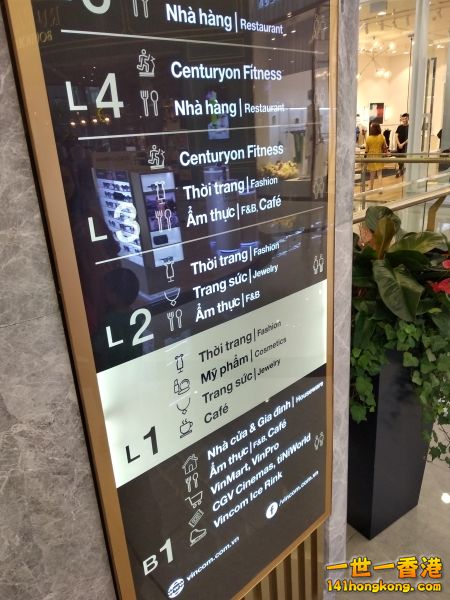 Nhà hàng | Restaurant
L4
Centuryon Fitness
Nhà hàng | Restaurant
L3
Centuryon Fitness
Thời trang | Fashion
Ẩm thực | F&B, Café
L2
Thời trang | Fashion
Trang sức | Jewelry
Ẩm thực | F&B
L1
Thời trang | Fashion
Mỹ phẩm | Cosmetics
Trang sức | Jewelry
Café
B1
Nhà cửa & Gia đình | Houseware
Ẩm thực | F&B, Café
VinMart, VinPro
CGV Cinemas, tiNiWorld
Vincom Ice Rink
vincom.com.vn
/vincom.com.vn
一世一香港
141hongkong.com